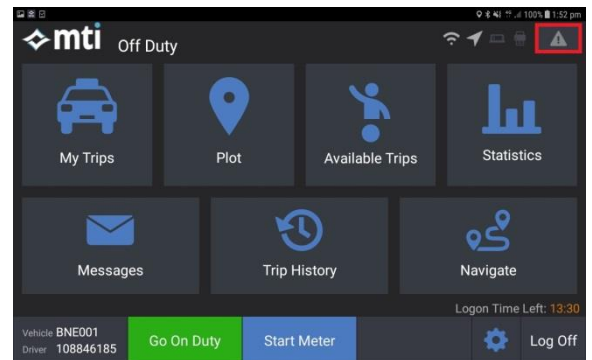 100% 1:52 pm
mti Off Duty
My Trips
Plot
Available Trips
Statistics
Messages
Trip History
Navigate
Logon Time Left: 13:30
Vehicle BNE001
Driver 108846185
Go On Duty
Start Meter
Log Off